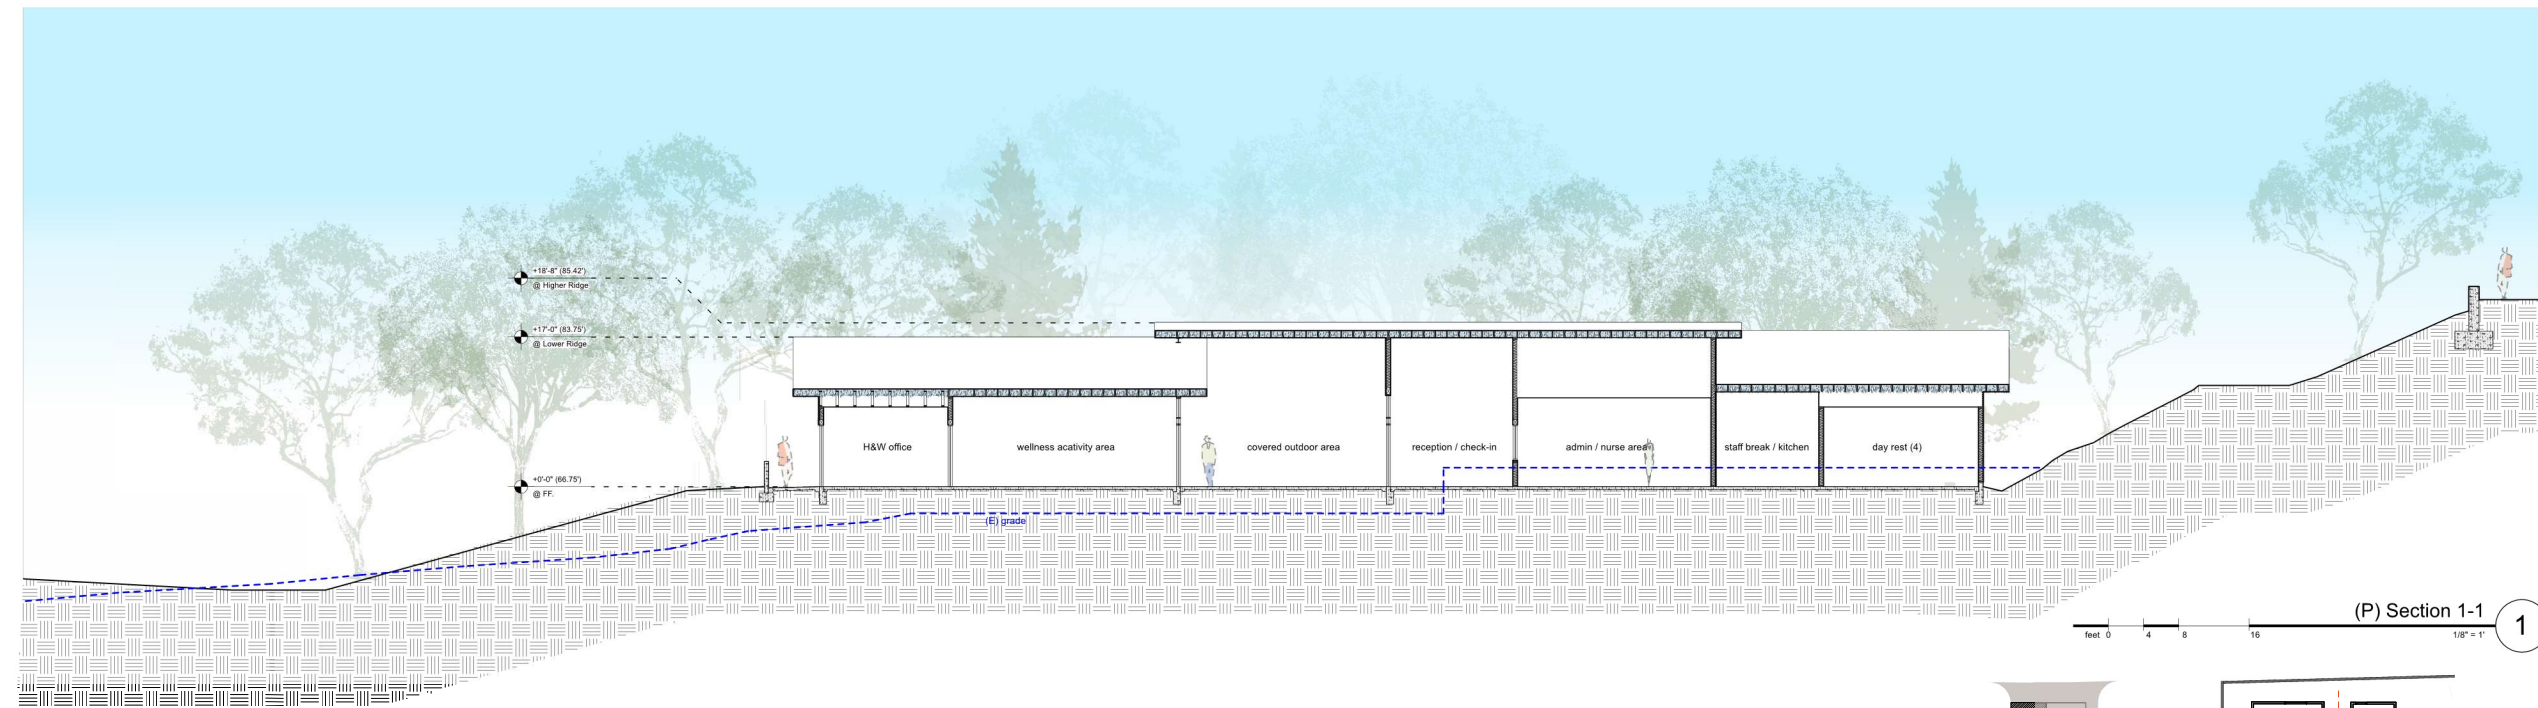 +18'-8" (85.42')
@ Higher Ridge
+17'-0" (83.75')
@ Lower Ridge
H&W office
wellness acativity area
covered outdoor area
reception / check-in
admin / nurse area
staff break / kitchen
day rest (4)
+0'-0" (66.75')
@ FF.
(E) grade
(P) Section 1-1
1
feet 0 4 8 16
1/8" = 1'